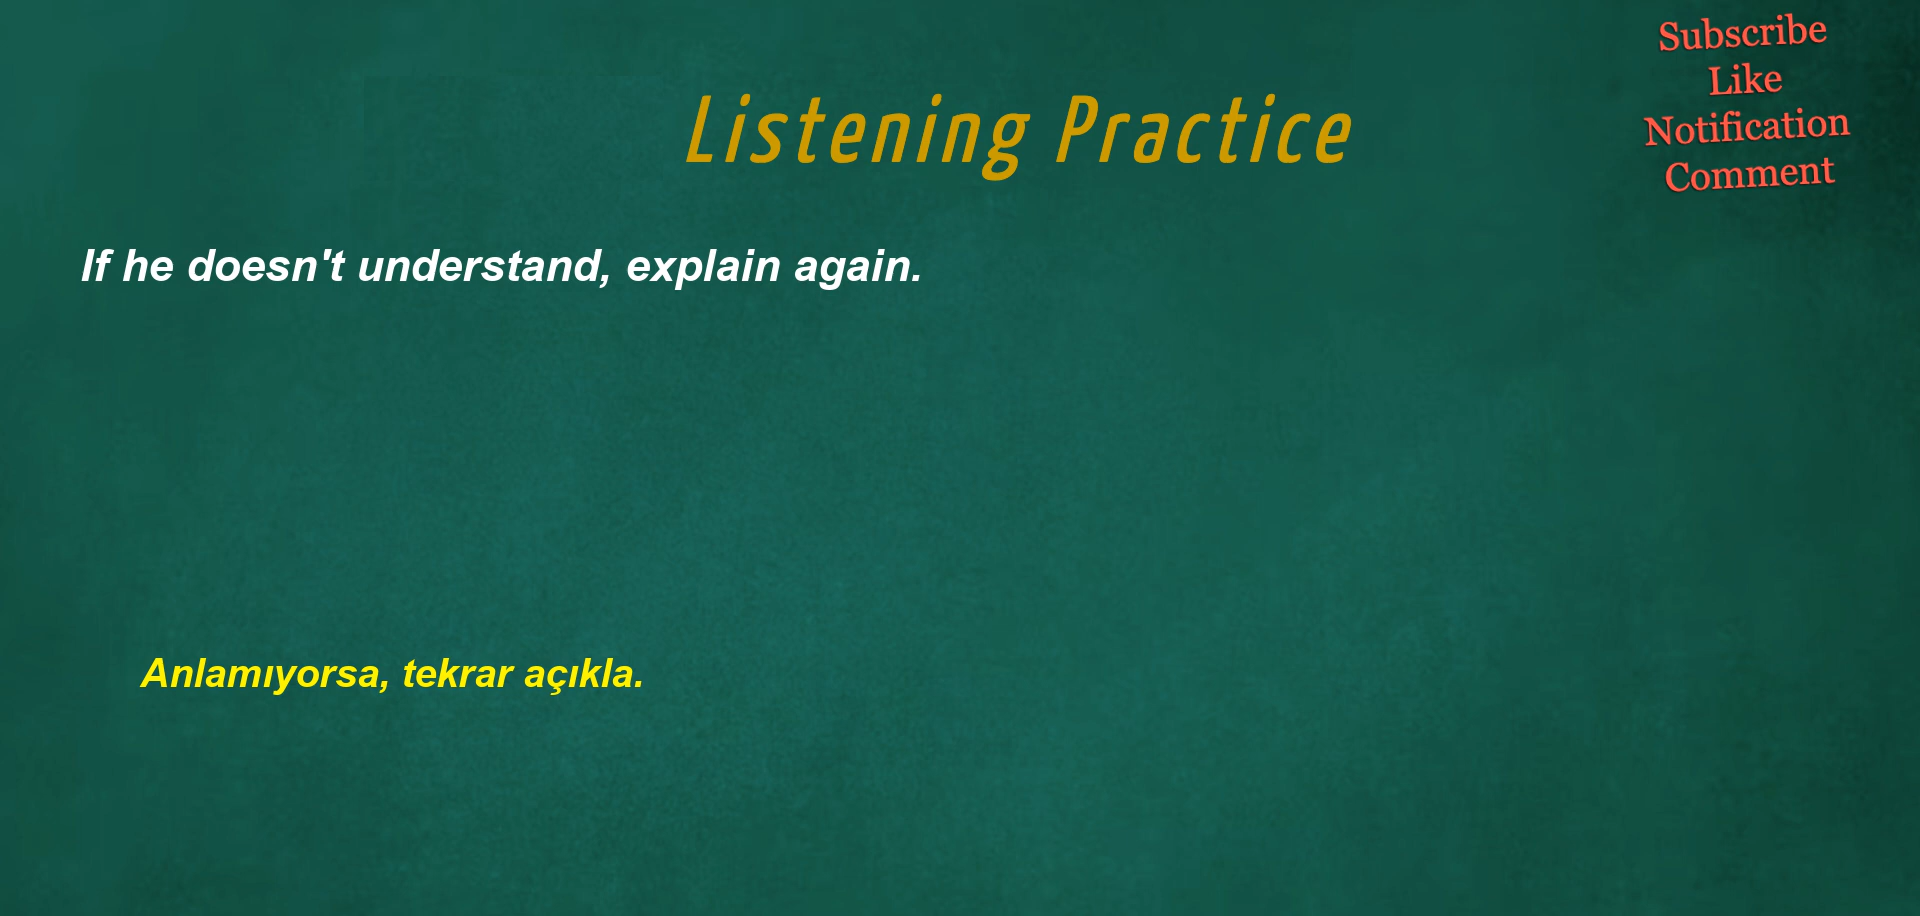 Subscribe
Like
Notification
Comment
Listening Practice
If he doesn't understand, explain again.
Anlamıyorsa, tekrar açıkla.